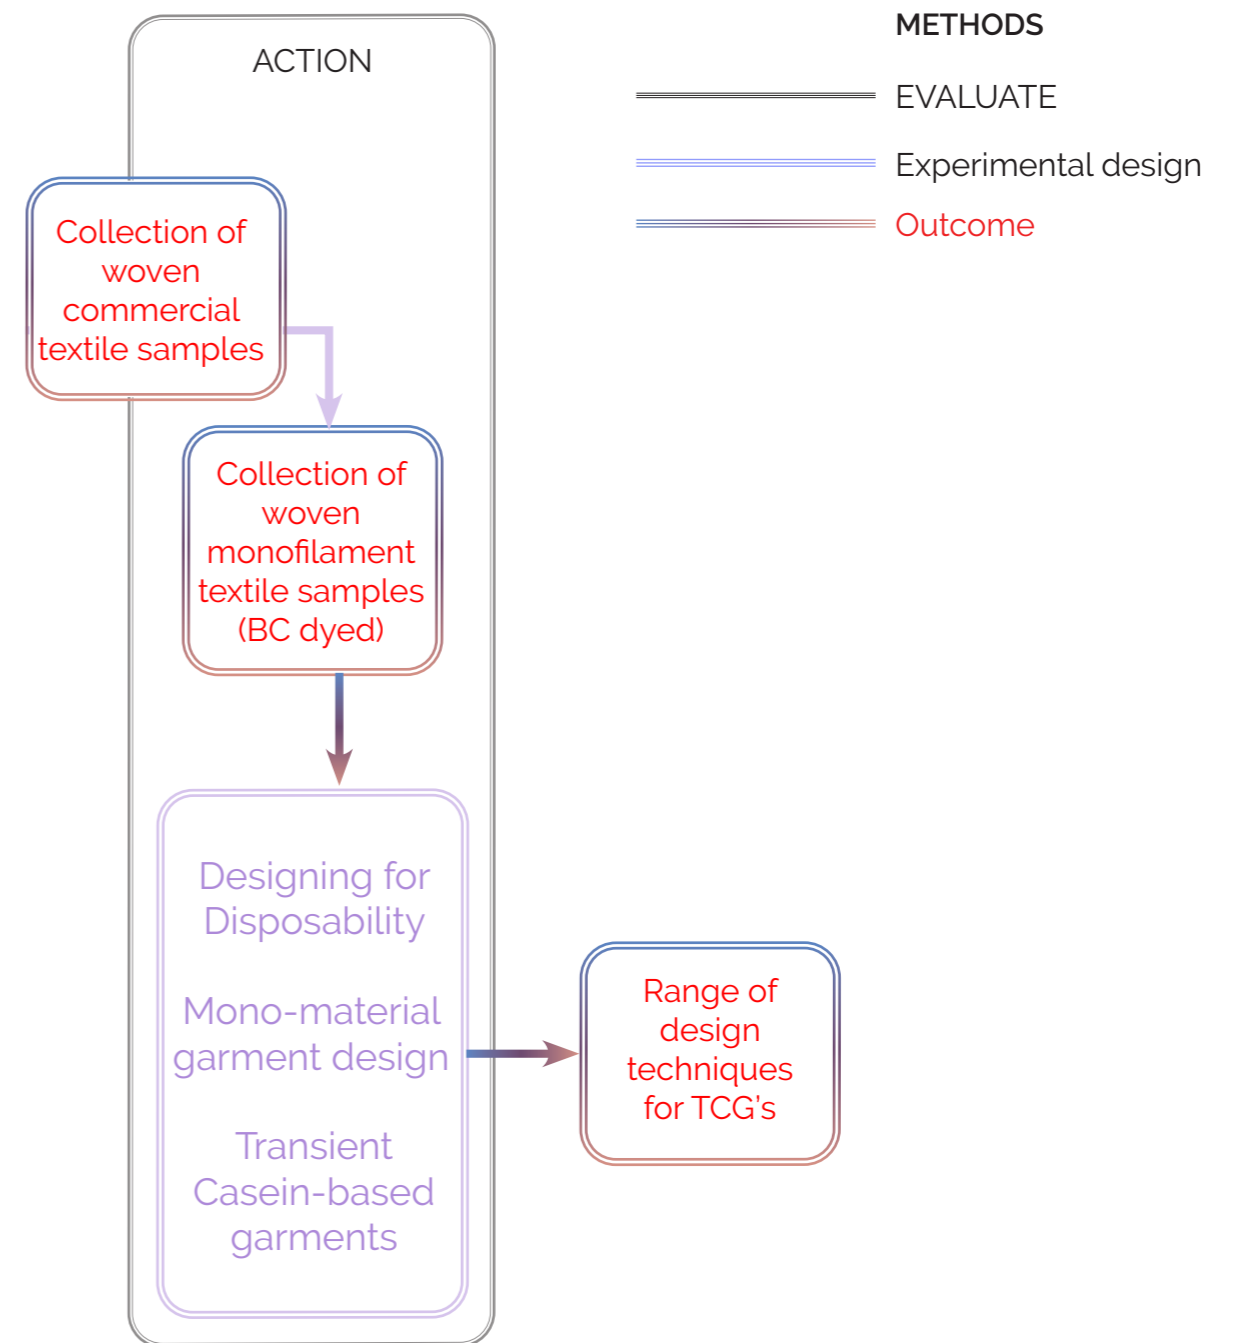 ACTION
METHODS
EVALUATE
Experimental design
Outcome
Collection of
woven
commercial
textile samples
Collection of
woven
monofilament
textile samples
(BC dyed)
Designing for
Disposability
Mono-material
garment design
Transient
Casein-based
garments
Range of
design
techniques
for TCG's